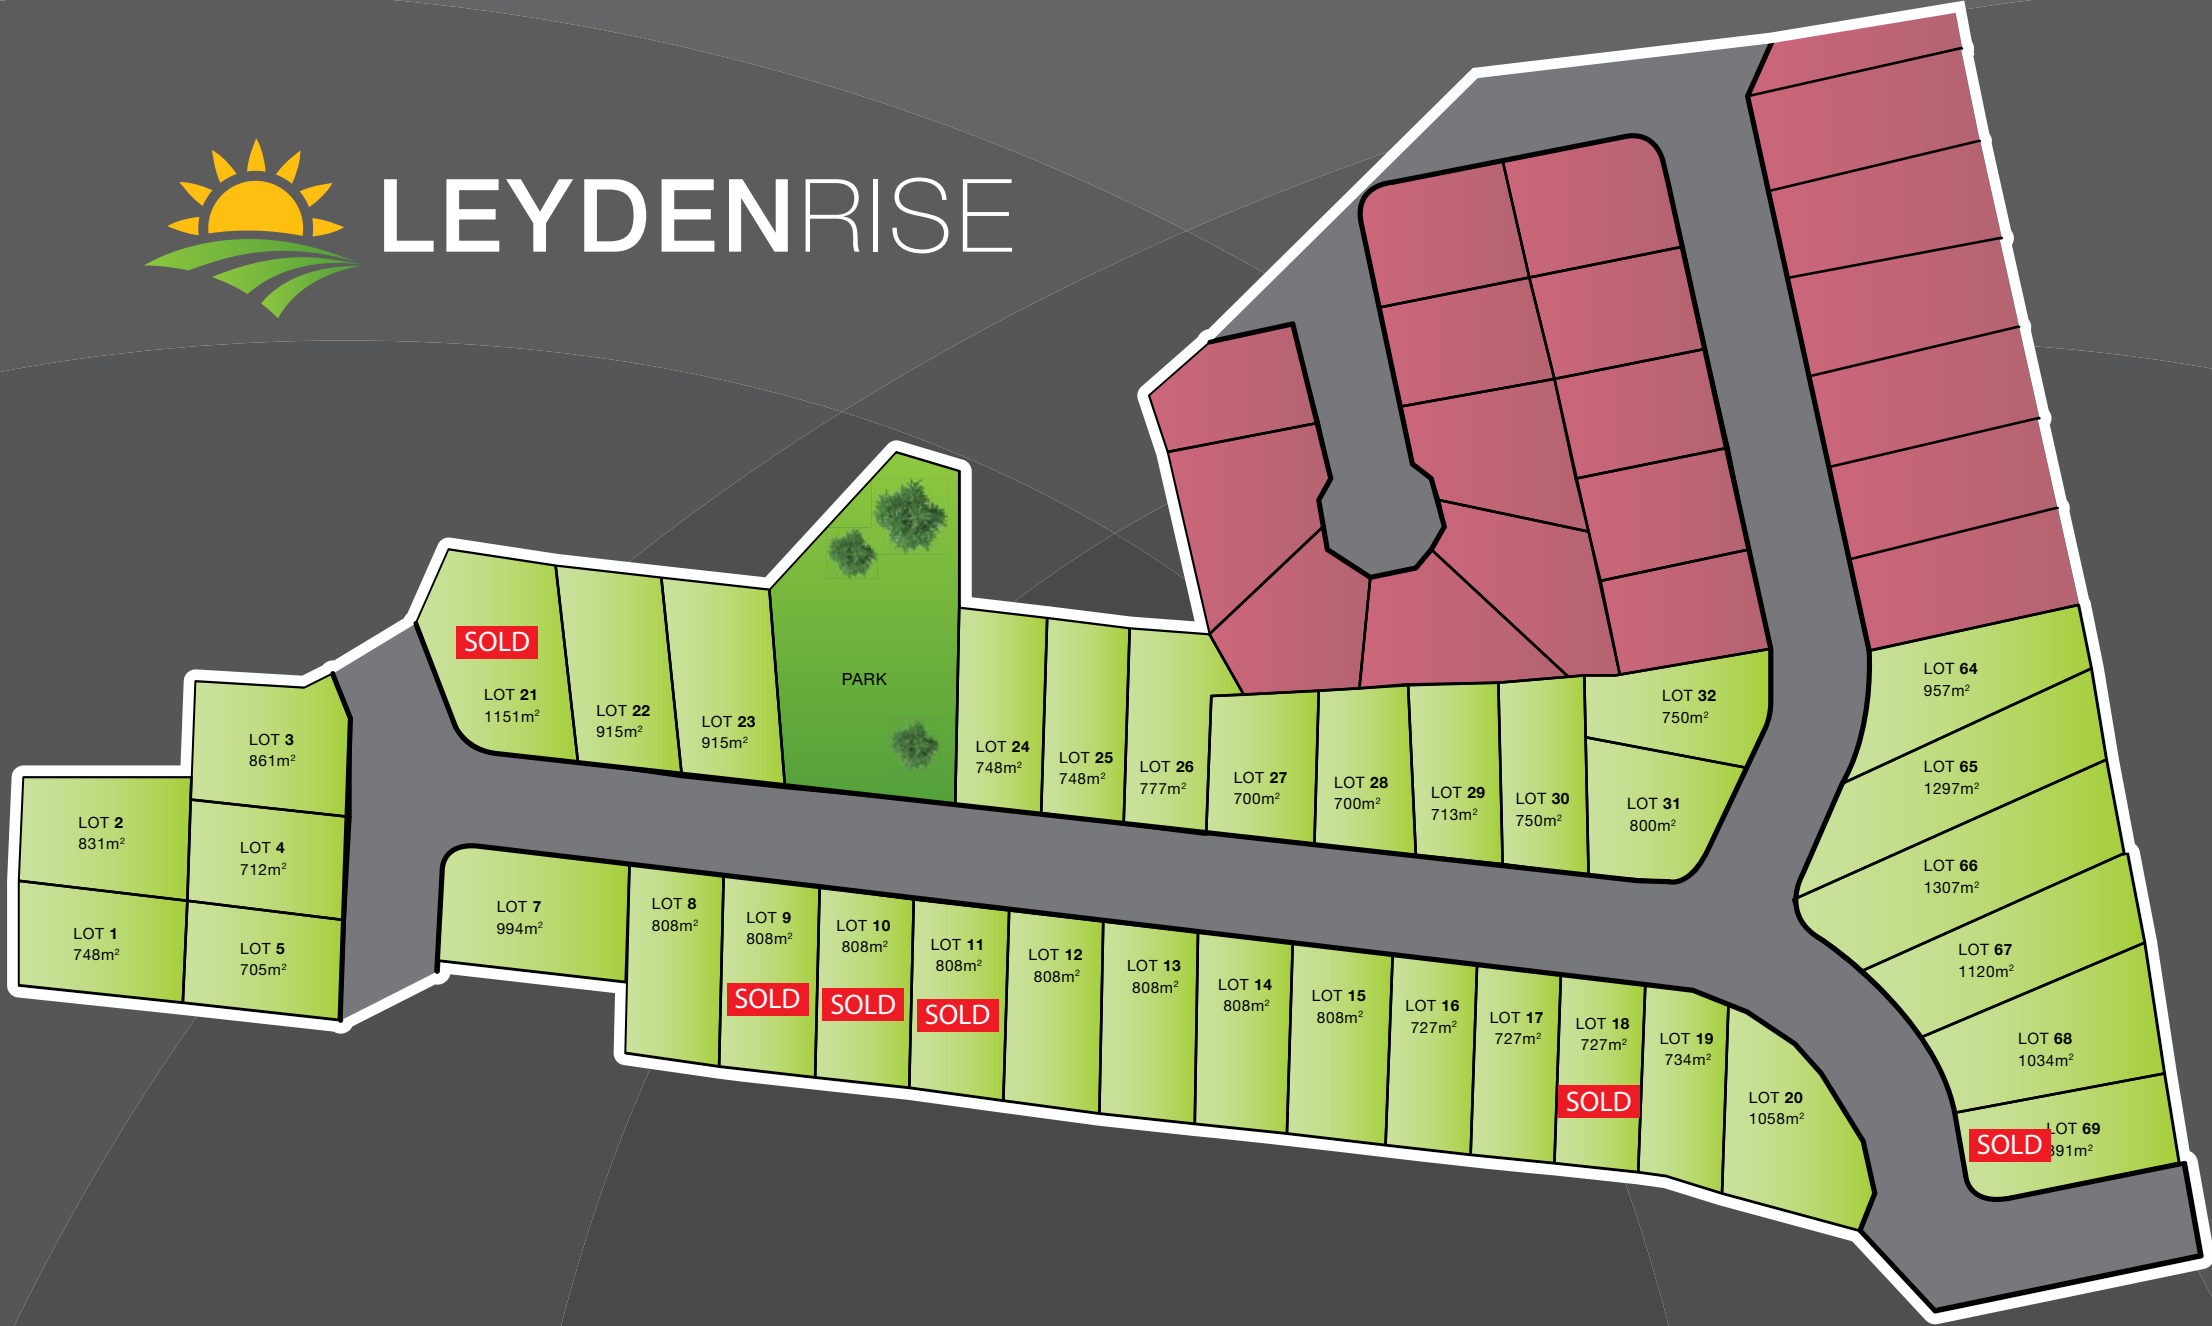 LEYDENRISE
SOLD
LOT 21
1151m²
LOT 22
915m²
LOT 23
915m²
PARK
LOT 3
861m²
LOT 2
831m²
LOT 4
712m²
LOT 1
748m²
LOT 5
705m²
LOT 24
748m²
LOT 25
748m²
LOT 26
777m²
LOT 27
700m²
LOT 28
700m²
LOT 29
713m²
LOT 30
750m²
LOT 32
750m²
LOT 31
800m²
LOT 64
957m²
LOT 65
1297m²
LOT 66
1307m²
LOT 67
1120m²
LOT 68
1034m²
LOT 69
SOLD
LOT 7
994m²
LOT 8
808m²
LOT 9
808m²
SOLD
LOT 10
808m²
SOLD
LOT 11
808m²
SOLD
LOT 12
808m²
LOT 13
808m²
LOT 14
808m²
LOT 15
808m²
LOT 16
727m²
LOT 17
727m²
LOT 18
727m²
SOLD
LOT 19
734m²
LOT 20
1058m²